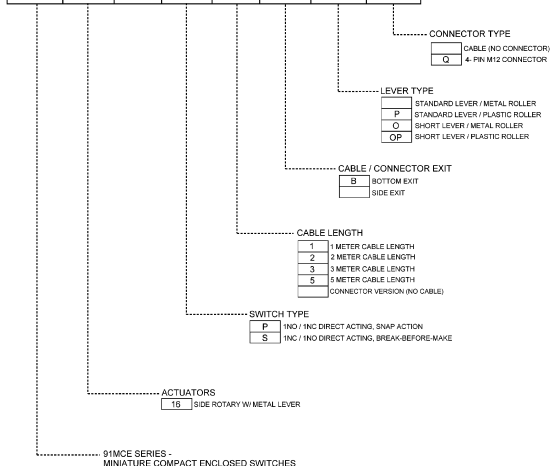 CONNECTOR TYPE
CABLE (NO CONNECTOR)
Q 4- PIN M12 CONNECTOR
LEVER TYPE
STANDARD LEVER / METAL ROLLER
P STANDARD LEVER / PLASTIC ROLLER
O SHORT LEVER / METAL ROLLER
OP SHORT LEVER / PLASTIC ROLLER
CABLE / CONNECTOR EXIT
B BOTTOM EXIT
SIDE EXIT
CABLE LENGTH
1 1 METER CABLE LENGTH
2 2 METER CABLE LENGTH
3 3 METER CABLE LENGTH
5 5 METER CABLE LENGTH
CONNECTOR VERSION (NO CABLE)
SWITCH TYPE
P 1NO / 1NC DIRECT ACTING, SNAP ACTION
S 1NC / 1NO DIRECT ACTING, BREAK-BEFORE-MAKE
ACTUATORS
16 SIDE ROTARY W/ METAL LEVER
91MCE SERIES -
MINIATURE COMPACT ENCLOSED SWITCHES